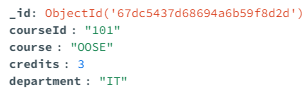 _id: ObjectId('67dc5437d68694a6b59f8d2d')
courseId : "101"
course : "OOSE"
credits : 3
department : "IT"